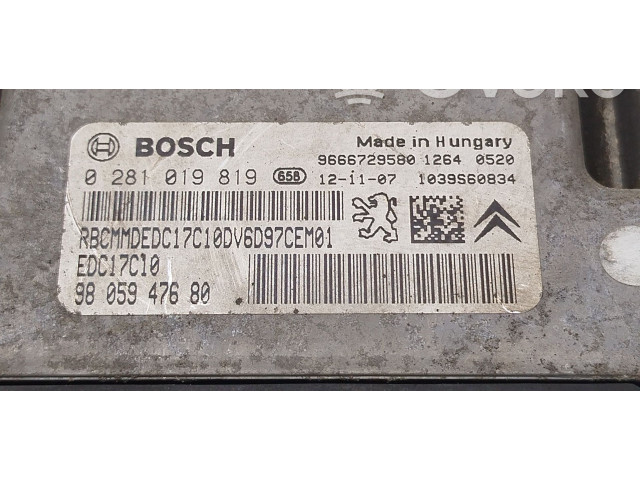 BOSCH
Made in Hungary
9666729580 1264 0520
0 281 019 819 658 12-11-07 1039S60834
RBCMMDEDC17C10DV6D97CEM01
EDC17C10
98 059 476 80